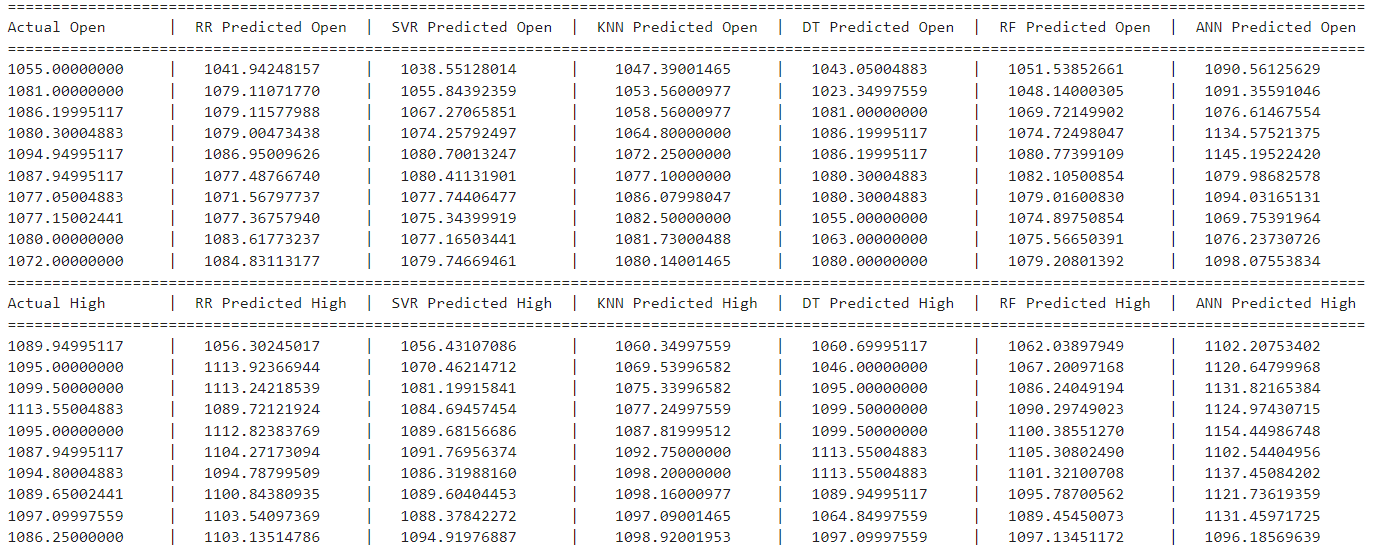 ====================================================================================================================================================
Actual Open | RR Predicted Open | SVR Predicted Open | KNN Predicted Open | DT Predicted Open | RF Predicted Open | ANN Predicted Open
====================================================================================================================================================
1055.00000000 | 1041.94248157 | 1038.55128014 | 1047.39001465 | 1043.05004883 | 1051.53852661 | 1090.56125629
1081.00000000 | 1079.11071770 | 1055.84392359 | 1053.56000977 | 1023.34997559 | 1048.14000305 | 1091.35591046
1086.19995117 | 1079.11577988 | 1067.27065851 | 1058.56000977 | 1081.00000000 | 1069.72149902 | 1076.61467554
1080.30004883 | 1079.00473438 | 1074.25792497 | 1064.80000000 | 1086.19995117 | 1074.72498047 | 1134.57521375
1094.94995117 | 1086.95009626 | 1080.70013247 | 1072.25000000 | 1086.19995117 | 1080.77399109 | 1145.19522420
1087.94995117 | 1077.48766740 | 1080.41131901 | 1077.10000000 | 1080.30004883 | 1082.10500854 | 1079.98682578
1077.05004883 | 1071.56797737 | 1077.74406477 | 1086.07998047 | 1080.30004883 | 1079.01600830 | 1094.03165131
1077.15002441 | 1077.36757940 | 1075.34399919 | 1082.50000000 | 1055.00000000 | 1074.89750854 | 1069.75391964
1080.00000000 | 1083.61773237 | 1077.16503441 | 1081.73000488 | 1063.00000000 | 1075.56650391 | 1076.23730726
1072.00000000 | 1084.83113177 | 1079.74669461 | 1080.14001465 | 1080.00000000 | 1079.20801392 | 1098.07553834
====================================================================================================================================================
Actual High | RR Predicted High | SVR Predicted High | KNN Predicted High | DT Predicted High | RF Predicted High | ANN Predicted High
====================================================================================================================================================
1089.94995117 | 1056.30245017 | 1056.43107086 | 1060.34997559 | 1060.69995117 | 1062.03897949 | 1102.20753402
1095.00000000 | 1113.92366944 | 1070.46214712 | 1069.53996582 | 1046.00000000 | 1067.20097168 | 1120.64799968
1099.50000000 | 1113.24218539 | 1081.19915841 | 1075.33996582 | 1095.00000000 | 1086.24049194 | 1131.82165384
1113.55004883 | 1089.72121924 | 1084.69457454 | 1077.24997559 | 1099.50000000 | 1090.29749023 | 1124.97430715
1095.00000000 | 1112.82383769 | 1089.68156686 | 1087.81999512 | 1099.50000000 | 1100.38551270 | 1154.44986748
1087.94995117 | 1104.27173094 | 1091.76956374 | 1092.75000000 | 1113.55004883 | 1105.30802490 | 1102.54404956
1094.80004883 | 1094.78799509 | 1086.31988160 | 1098.20000000 | 1113.55004883 | 1101.32100708 | 1137.45084202
1089.65002441 | 1100.84380935 | 1089.60404453 | 1098.16000977 | 1089.94995117 | 1095.78700562 | 1121.73619359
1097.09997559 | 1103.54097369 | 1088.37842272 | 1097.09001465 | 1064.84997559 | 1089.45450073 | 1131.45971725
1086.25000000 | 1103.13514786 | 1094.91976887 | 1098.92001953 | 1097.09997559 | 1097.13451172 | 1096.18569639